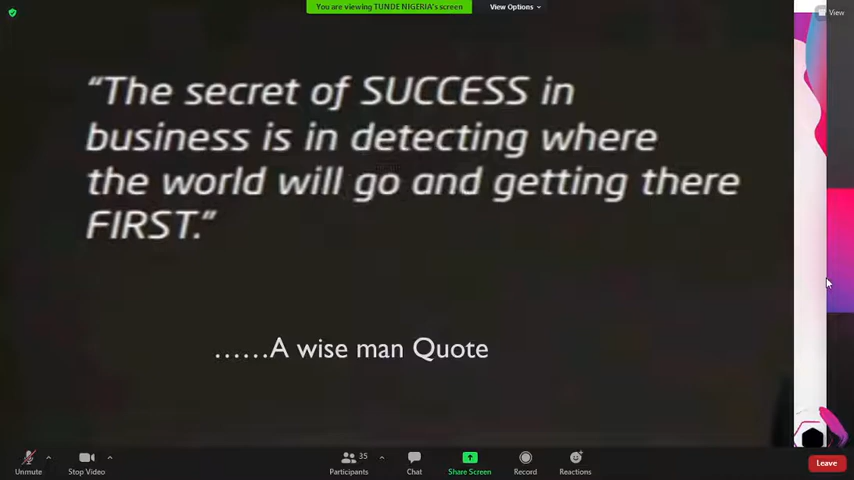 You are viewing TUNDE NIGERIA's screen
View Options
View
"The secret of SUCCESS in
business is in detecting where
the world will go and getting there
FIRST."
......A wise man Quote
Unmute
Stop Video
35
Participants
Chat
Share Screen
Record
Reactions
Leave